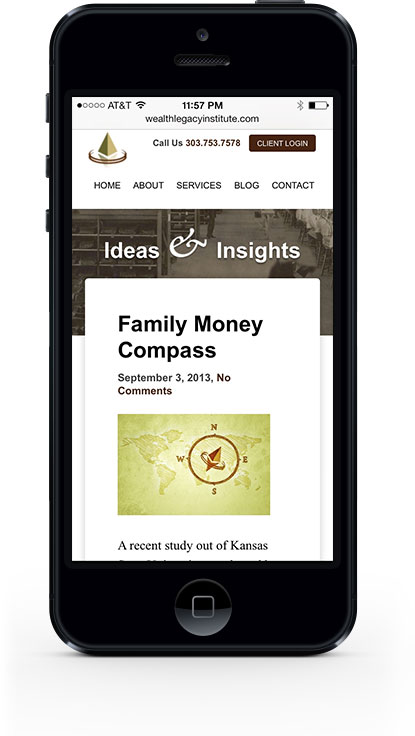 AT&T 11:57 PM
wealthlegacyinstitute.com
Call Us 303.753.7578 CLIENT LOGIN
HOME ABOUT SERVICES BLOG CONTACT
Ideas & Insights
Family Money
Compass
September 3, 2013, No
Comments
N
W E
S
A recent study out of Kansas